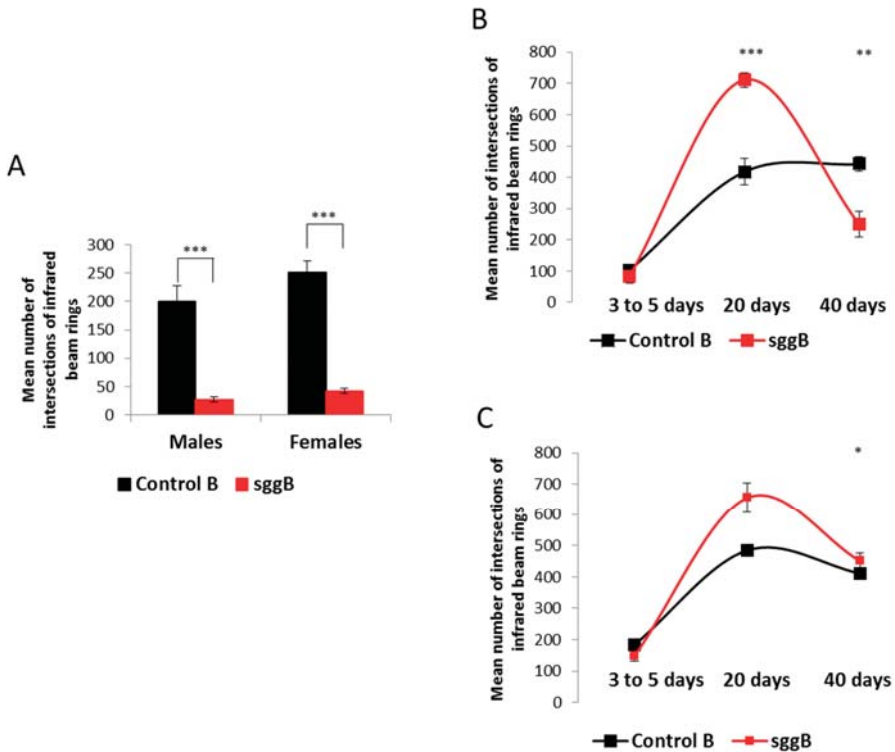 A
Mean number of
intersections of infrared
beam rings
300
250
200
150
100
50
0
***
***
Males
Females
Control B
sggB
B
Mean number of intersections of
infrared beam rings
800
700
600
500
400
300
200
100
0
***
**
3 to 5 days
20 days
40 days
Control B
sggB
C
Mean number of intersections of
infrared beam rings
800
700
600
500
400
300
200
100
0
*
3 to 5 days
20 days
40 days
Control B
sggB